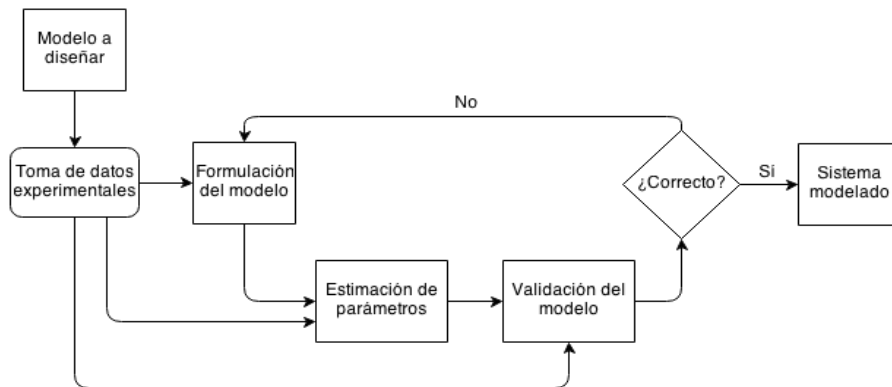 Modelo a
diseñar
No
Toma de datos
experimentales
Formulación
del modelo
¿Correcto?
Sí
Sistema
modelado
Estimación de
parámetros
Validación del
modelo